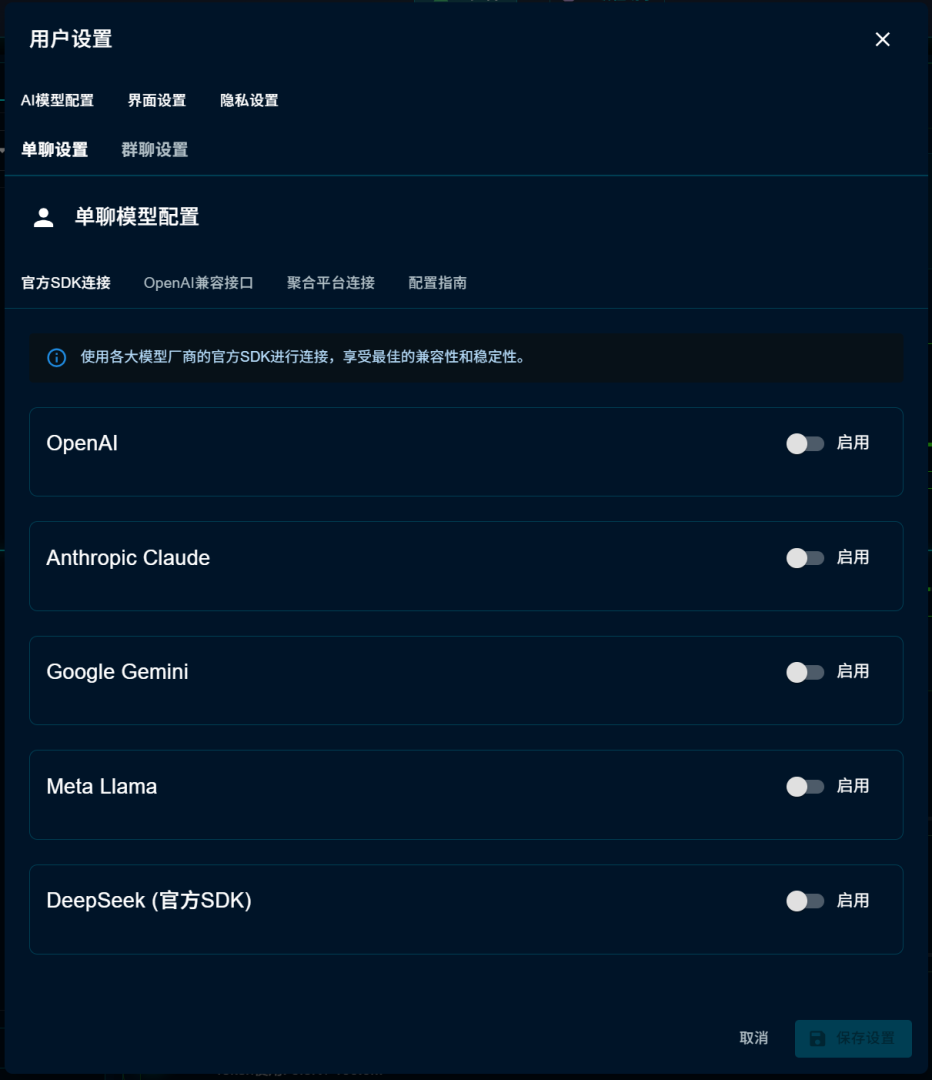 用户设置
AI模型配置 界面设置 隐私设置
单聊设置 群聊设置
单聊模型配置
官方SDK连接 OpenAI兼容接口 聚合平台连接 配置指南
使用各大模型厂商的官方SDK进行连接，享受最佳的兼容性和稳定性。
OpenAI 启用
Anthropic Claude 启用
Google Gemini 启用
Meta Llama 启用
DeepSeek (官方SDK) 启用
取消 保存设置